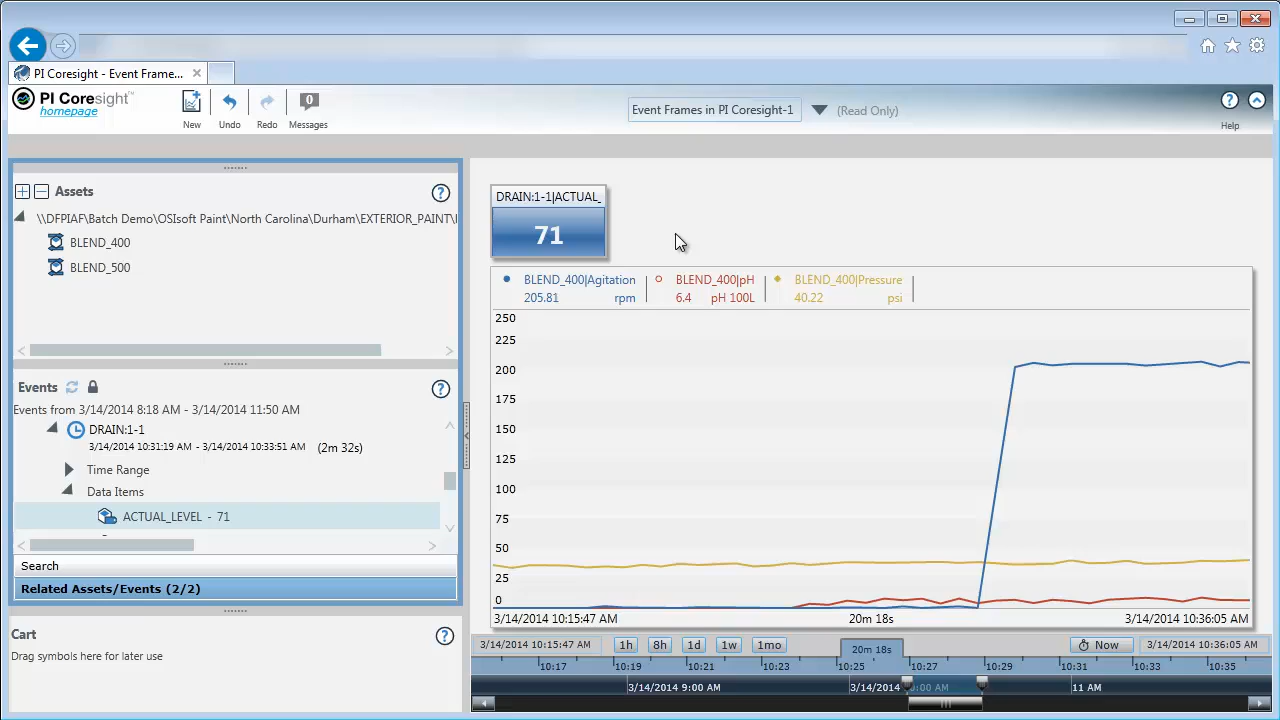 PI Coresight - Event Frame...
PI Coresight™
homepage
New
Undo
Redo
0
Messages
Event Frames in PI Coresight-1
(Read Only)
Help
Assets
\\DFPIAF\Batch Demo\OSIsoft Paint\North Carolina\Durham\EXTERIOR_PAINT\
BLEND_400
BLEND_500
Events
Events from 3/14/2014 8:18 AM - 3/14/2014 11:50 AM
DRAIN:1-1
3/14/2014 10:31:19 AM - 3/14/2014 10:33:51 AM (2m 32s)
Time Range
Data Items
ACTUAL_LEVEL - 71
Search
Related Assets/Events (2/2)
Cart
Drag symbols here for later use
DRAIN:1-1|ACTUAL_
71
BLEND_400|Agitation
205.81 rpm
BLEND_400|pH
6.4 pH 100L
BLEND_400|Pressure
40.22 psi
250
225
200
175
150
125
100
75
50
25
0
3/14/2014 10:15:47 AM 20m 18s 3/14/2014 10:36:05 AM
3/14/2014 10:15:47 AM 1h 8h 1d 1w 1mo 20m 18s Now 3/14/2014 10:36:05 AM
10:17 10:19 10:21 10:23 10:25 10:27 10:29 10:31 10:33 10:35
3/14/2014 9:00 AM 3/14/2014 :00 AM 11 AM